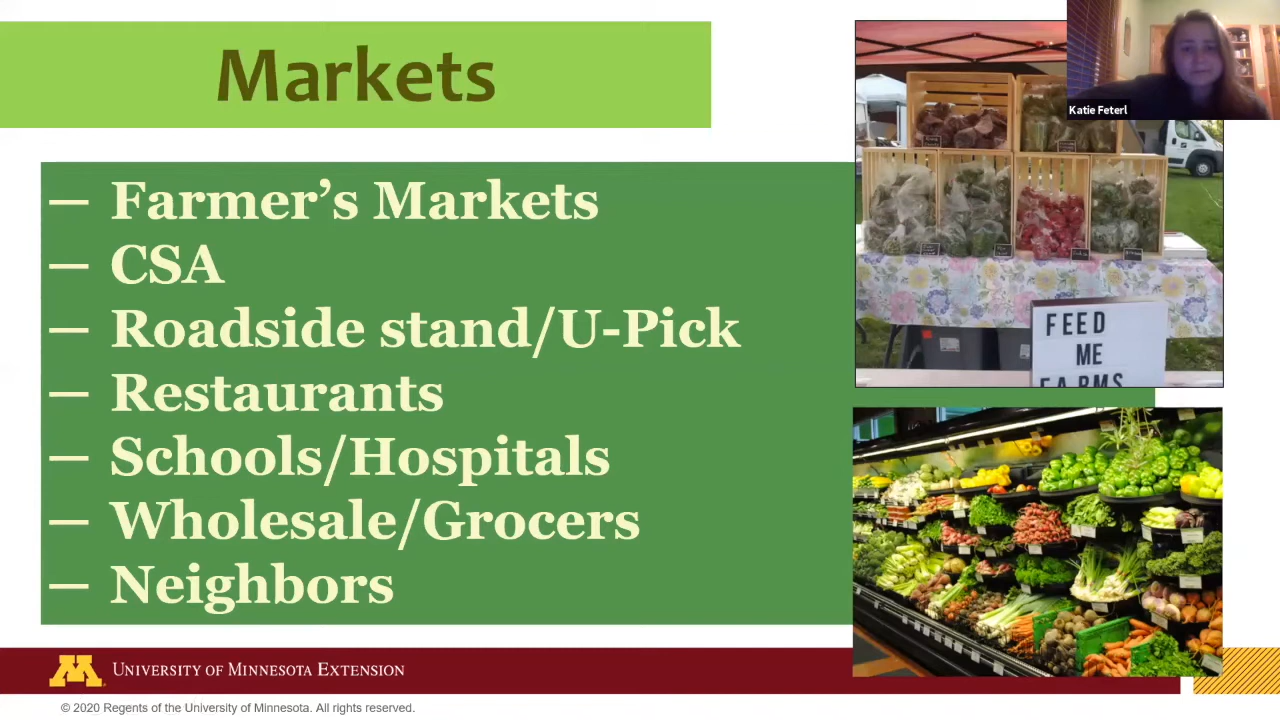 Markets
Katie Feterl
— Farmer’s Markets
— CSA
— Roadside stand/U-Pick
— Restaurants
— Schools/Hospitals
— Wholesale/Grocers
— Neighbors
FEED
ME
FARMS
UNIVERSITY OF MINNESOTA EXTENSION
© 2020 Regents of the University of Minnesota. All rights reserved.